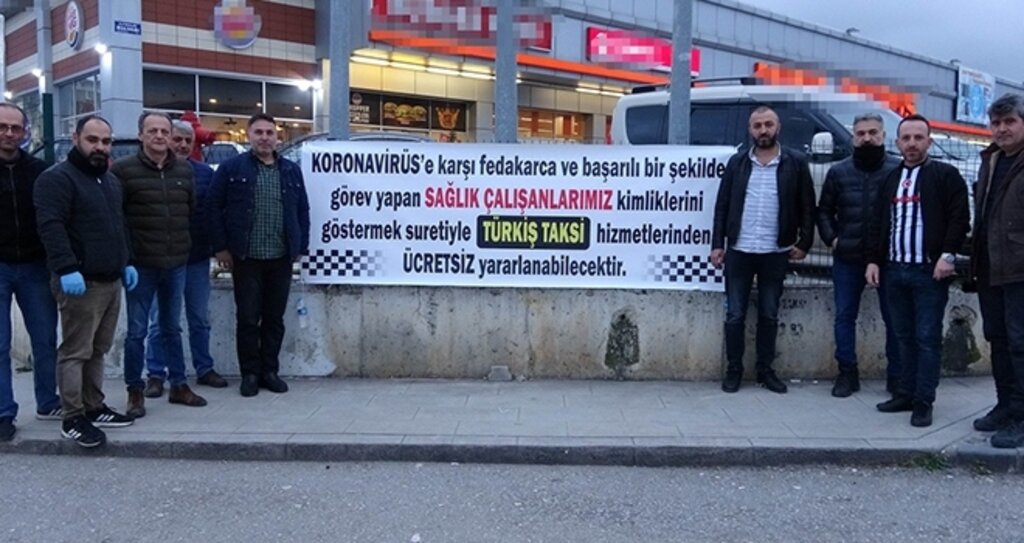 KORONAVİRÜS'e karşı fedakarca ve başarılı bir şekilde
görev yapan SAĞLIK ÇALIŞANLARIMIZ kimliklerini
göstermek suretiyle TÜRKİŞ TAKSİ hizmetlerinden
ÜCRETSİZ yararlanabilecektir.